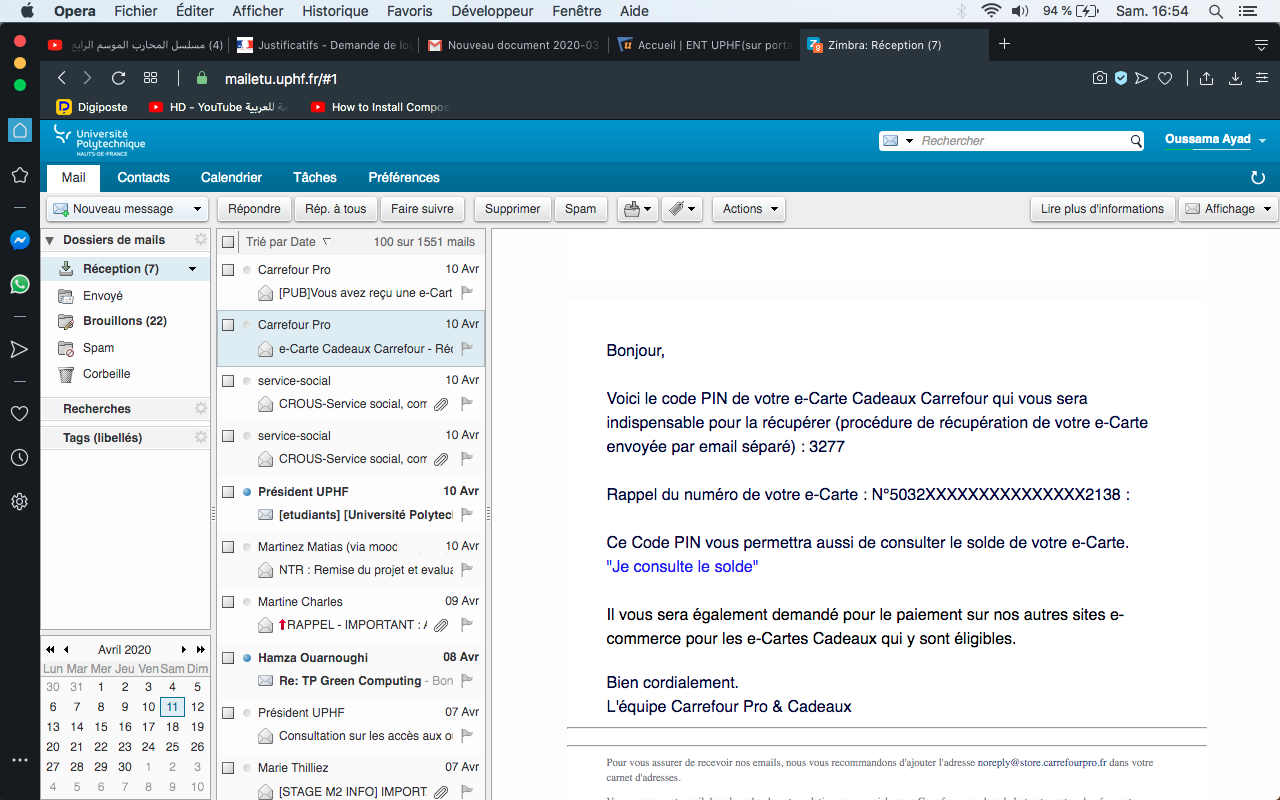 Opera Fichier Éditer Afficher Historique Favoris Développeur Fenêtre Aide 94 % Sam. 16:54
(4) مسلسل المحارب الموسم الرابع
Justificatifs - Demande de
Nouveau document 2020-03
Accueil | ENT UPHF(sur
Zimbra: Réception (7)
mailetu.uphf.fr/#1
Digiposte
HD - YouTube للعربية
How to Install
Université
Polytechnique
HAUTS-DE-FRANCE
Rechercher
Oussama Ayad
Mail Contacts Calendrier Tâches Préférences
Nouveau message Répondre Rép. à tous Faire suivre Supprimer Spam Actions Lire plus d'informations Affichage
Dossiers de mails
Réception (7)
Envoyé
Brouillons (22)
Spam
Corbeille
Recherches
Tags (libellés)
Avril 2020
Lun Mar Mer Jeu Ven Sam Dim
30 31 1 2 3 4 5
6 7 8 9 10 11 12
13 14 15 16 17 18 19
20 21 22 23 24 25 26
27 28 29 30 1 2 3
4 5 6 7 8 9 10
Trié par Date 100 sur 1551 mails
Carrefour Pro 10 Avr
[PUB]Vous avez reçu une e-Cart
Carrefour Pro 10 Avr
e-Carte Cadeaux Carrefour -
service-social 10 Avr
CROUS-Service social, com
service-social 10 Avr
CROUS-Service social, com
Président UPHF 10 Avr
[etudiants] [Université Polytec
Martinez Matias (via mood 10 Avr
NTR : Remise du projet et evalua
Martine Charles 09 Avr
RAPPEL - IMPORTANT :
Hamza Ouarnoughi 08 Avr
Re: TP Green Computing - Bon
Président UPHF 07 Avr
Consultation sur les accès aux
Marie Thilliez 07 Avr
[STAGE M2 INFO] IMPORT
Bonjour,
Voici le code PIN de votre e-Carte Cadeaux Carrefour qui vous sera
indispensable pour la récupérer (procédure de récupération de votre e-Carte
envoyée par email séparé) : 3277
Rappel du numéro de votre e-Carte : N°5032XXXXXXXXXXXXXXX2138 :
Ce Code PIN vous permettra aussi de consulter le solde de votre e-Carte.
"Je consulte le solde"
Il vous sera également demandé pour le paiement sur nos autres sites e-
commerce pour les e-Cartes Cadeaux qui y sont éligibles.
Bien cordialement.
L'équipe Carrefour Pro & Cadeaux
Pour vous assurer de recevoir nos emails, nous vous recommandons d'ajouter l'adresse noreply@store.carrefourpro.fr dans votre
carnet d'adresses.